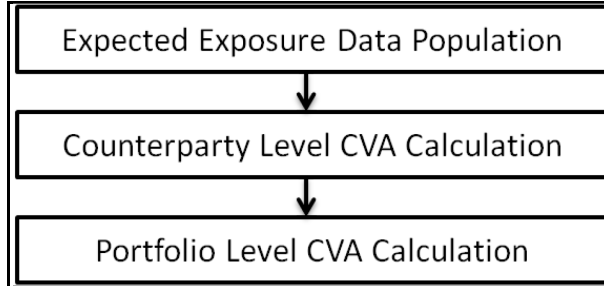 Expected Exposure Data Population
Counterparty Level CVA Calculation
Portfolio Level CVA Calculation